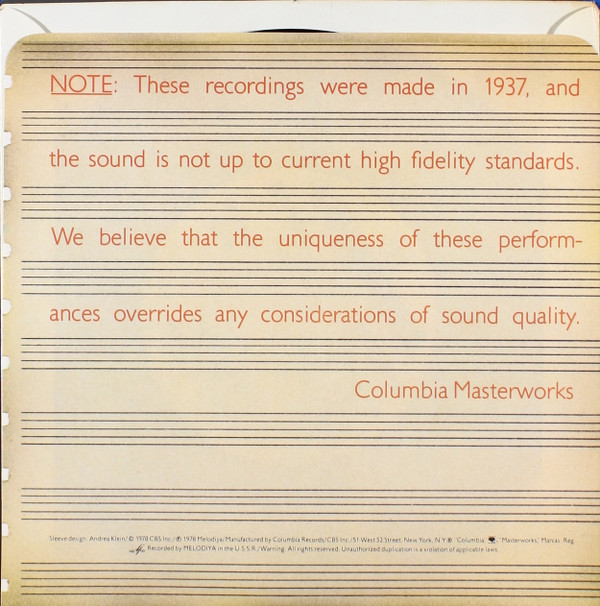 NOTE: These recordings were made in 1937, and
the sound is not up to current high fidelity standards.
We believe that the uniqueness of these perform-
ances overrides any considerations of sound quality.
Columbia Masterworks
Sleeve design: Andrea Klein/© 1978 CBS Inc./℗ 1978 Melodiya/Manufactured by Columbia Records/CBS Inc./51 West 52 Street, New York, N.Y.® "Columbia," "Masterworks," Marcas Reg.
Recorded by MELODIYA in the U.S.S.R./Warning: All rights reserved. Unauthorized duplication is a violation of applicable laws.